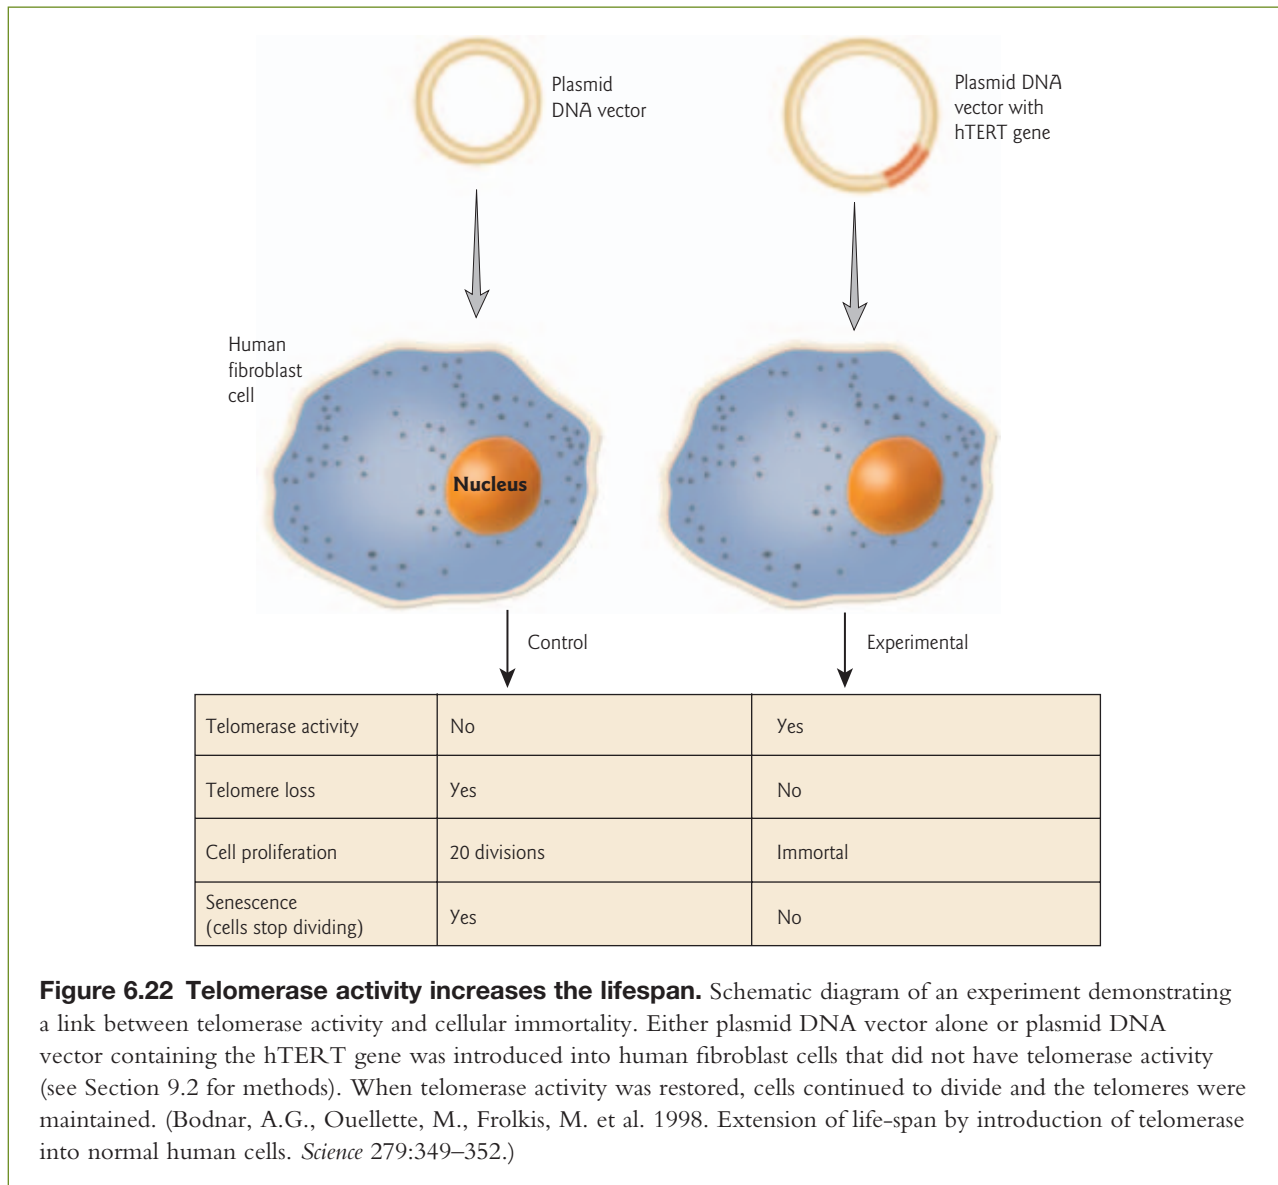 Plasmid
DNA vector
Plasmid DNA
vector with
hTERT gene
Human
fibroblast
cell
Nucleus
Control
Experimental
Telomerase activity No Yes
Telomere loss Yes No
Cell proliferation 20 divisions Immortal
Senescence
(cells stop dividing) Yes No
Figure 6.22 Telomerase activity increases the lifespan. Schematic diagram of an experiment demonstrating
a link between telomerase activity and cellular immortality. Either plasmid DNA vector alone or plasmid DNA
vector containing the hTERT gene was introduced into human fibroblast cells that did not have telomerase activity
(see Section 9.2 for methods). When telomerase activity was restored, cells continued to divide and the telomeres were
maintained. (Bodnar, A.G., Ouellette, M., Frolkis, M. et al. 1998. Extension of life-span by introduction of telomerase
into normal human cells. Science 279:349–352.)